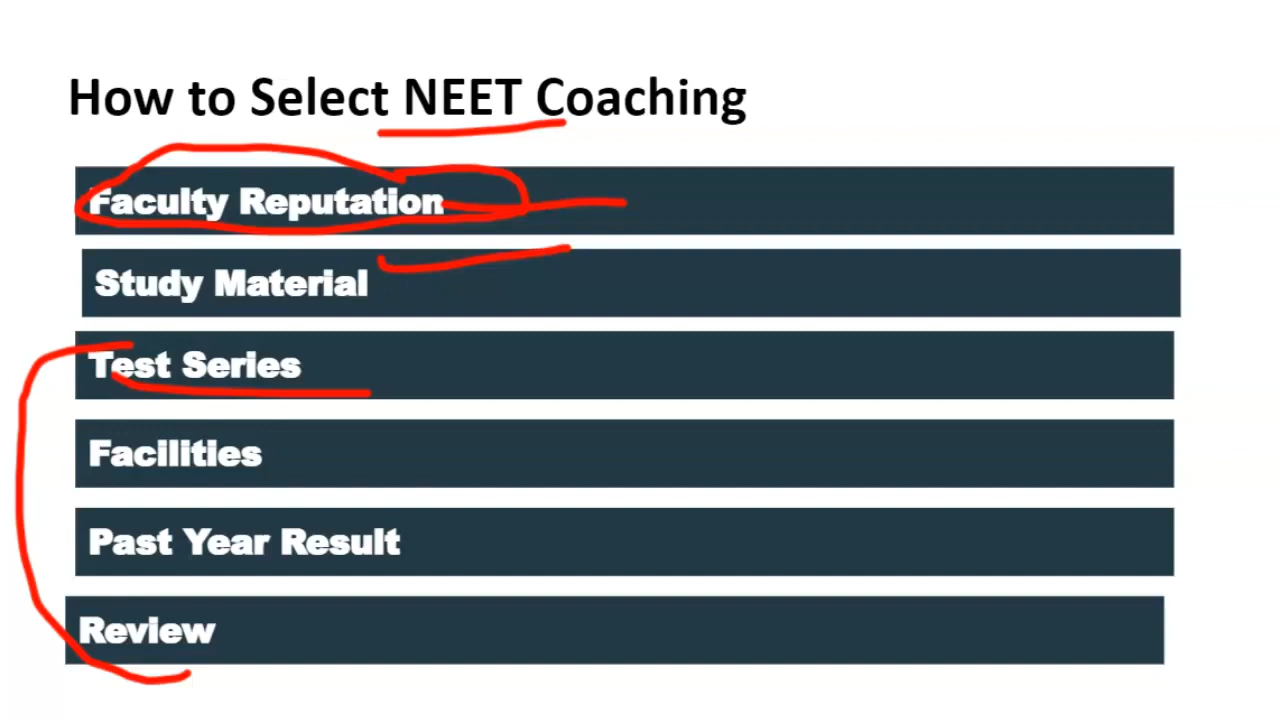 How to Select NEET Coaching
Faculty Reputation
Study Material
Test Series
Facilities
Past Year Result
Review